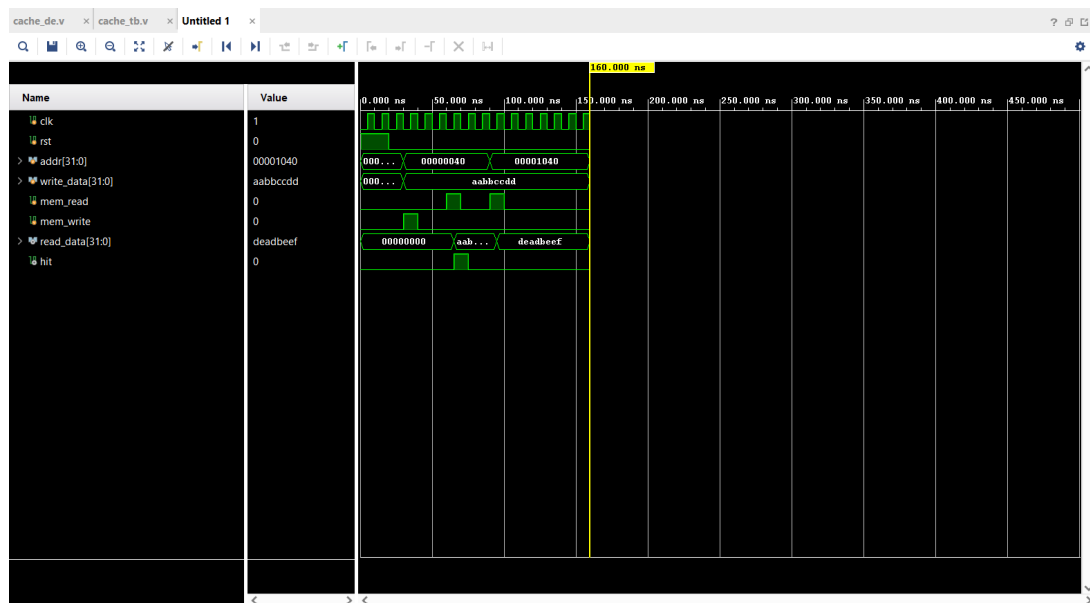 cache_de.v × cache_tb.v × Untitled 1 ×
?
160.000 ns
Name Value
0.000 ns 50.000 ns 100.000 ns 150.000 ns 200.000 ns 250.000 ns 300.000 ns 350.000 ns 400.000 ns 450.000 ns
clk 1
rst 0
addr[31:0] 00001040 000... 00000040 00001040
write_data[31:0] aabbccdd 000... aabbccdd
mem_read 0
mem_write 0
read_data[31:0] deadbeef 00000000 aab... deadbeef
hit 0